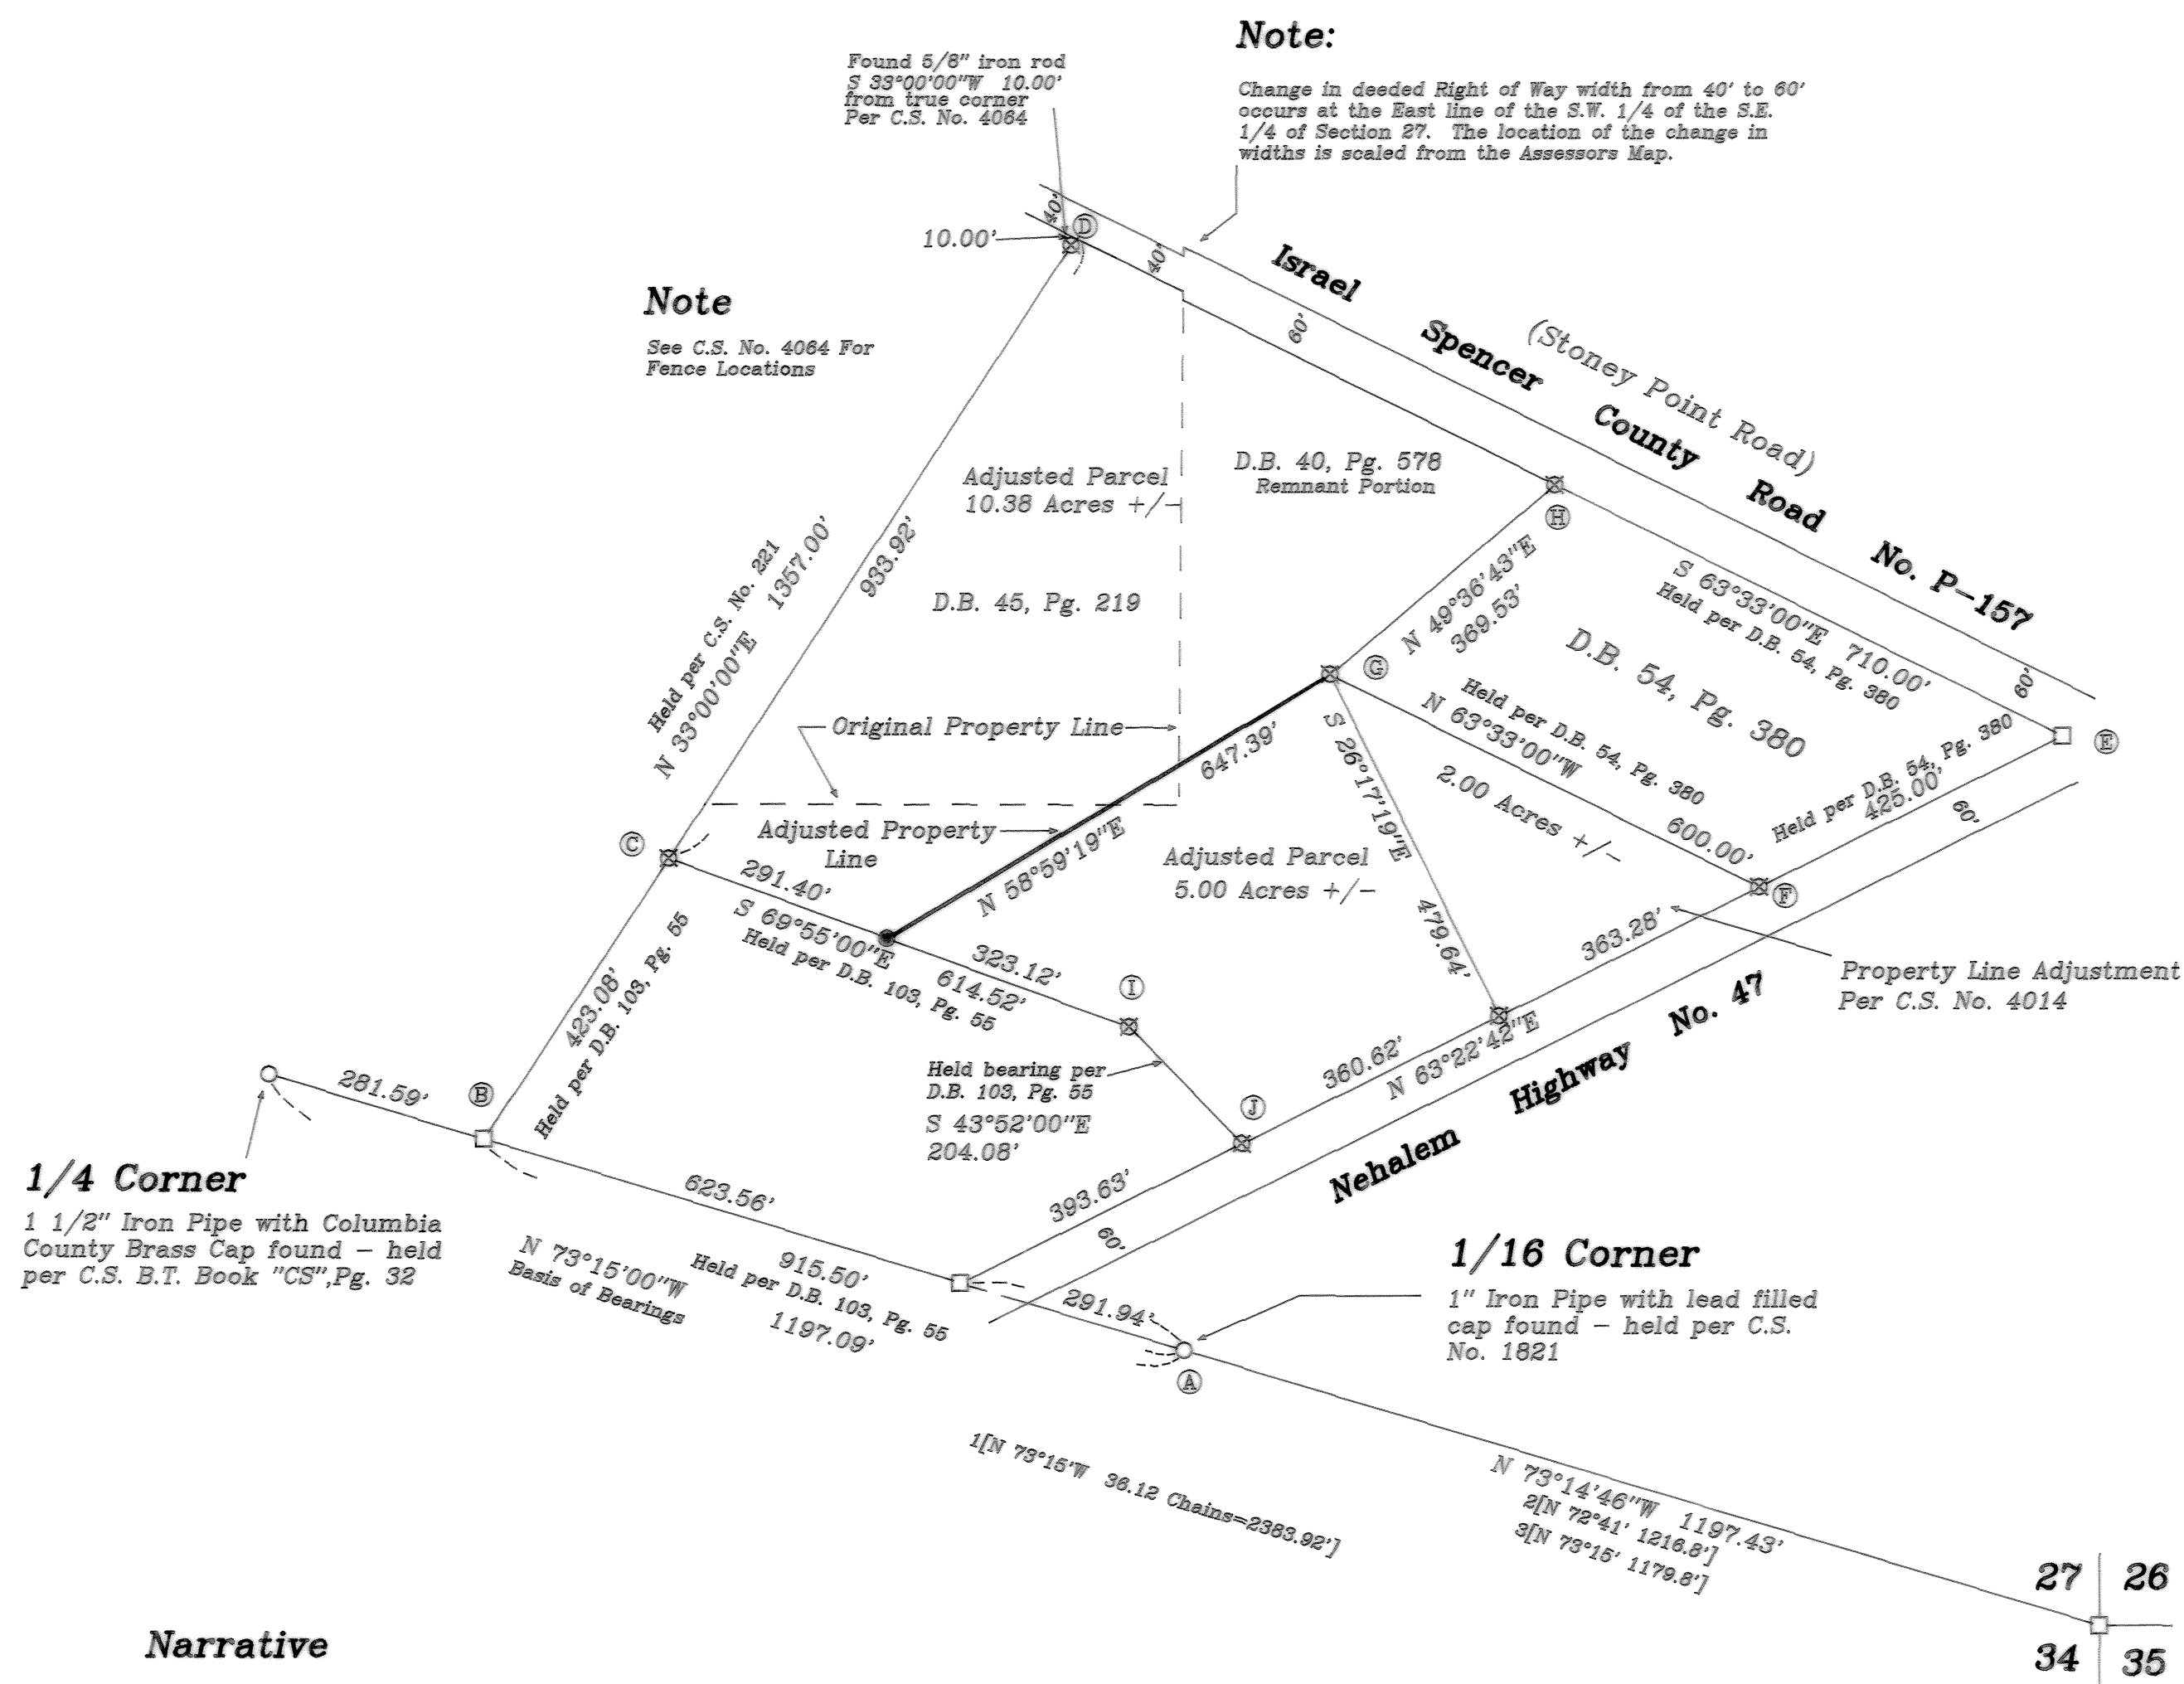 Note:
Change in deeded Right of Way width from 40' to 60'
occurs at the East line of the S.W. 1/4 of the S.E.
1/4 of Section 27. The location of the change in
widths is scaled from the Assessors Map.
Found 5/8" iron rod
S 33°00'00"W 10.00'
from true corner
Per C.S. No. 4064
40'
D
10.00'
40'
Israel Spencer County Road No. P-157
(Stoney Point Road)
60'
Note
See C.S. No. 4064 For
Fence Locations
Adjusted Parcel
10.38 Acres +/-
D.B. 40, Pg. 578
Remnant Portion
H
Held per C.S. No. 221
N 33°00'00"E 1357.00'
933.92'
D.B. 45, Pg. 219
N 49°36'43"E
369.53'
S 63°33'00"E 710.00'
Held per D.B. 54, Pg. 380
D.B. 54, Pg. 380
60'
E
G
Held per D.B. 54, Pg. 380
N 63°33'00"W
600.00'
2.00 Acres +/-
Held per D.B. 54, Pg. 380
425.00'
60'
F
Original Property Line
647.39'
N 58°59'19"E
S 26°17'19"E
479.64'
Adjusted Property
Line
C
291.40'
S 69°55'00"E
614.52'
Held per D.B. 103, Pg. 55
323.12'
Adjusted Parcel
5.00 Acres +/-
363.28'
Property Line Adjustment
Per C.S. No. 4014
I
423.08'
Held per D.B. 103, Pg. 55
Held bearing per
D.B. 103, Pg. 55
S 43°52'00"E
204.08'
J
360.62'
N 63°22'42"E
Nehalem Highway No. 47
281.59'
B
1/4 Corner
1 1/2" Iron Pipe with Columbia
County Brass Cap found - held
per C.S. B.T. Book "CS",Pg. 32
623.56'
393.63'
60'
N 73°15'00"W
Basis of Bearings
915.50'
Held per D.B. 103, Pg. 55
1197.09'
291.94'
A
1/16 Corner
1" Iron Pipe with lead filled
cap found - held per C.S.
No. 1821
1[N 73°15'W 36.12 Chains=2383.92']
N 73°14'46"W 1197.43'
2[N 72°41' 1216.8']
3[N 73°15' 1179.8']
27 26
34 35
Narrative